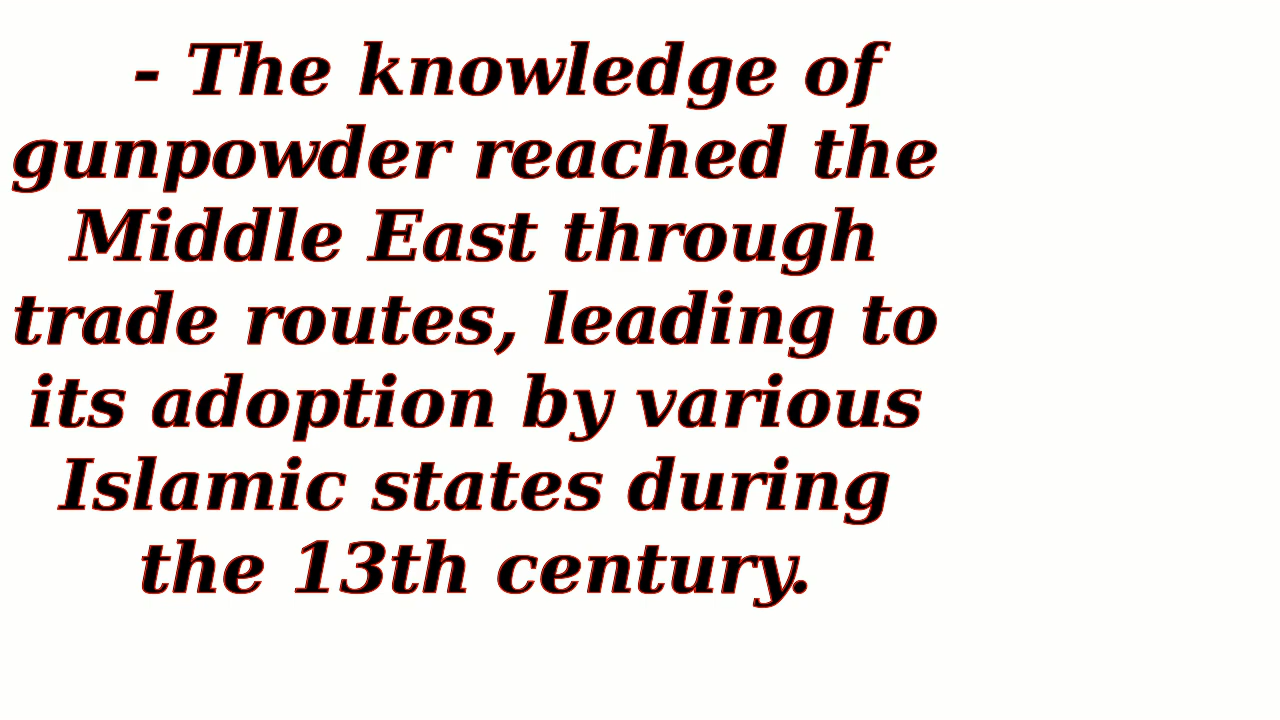 - The knowledge of
gunpowder reached the
Middle East through
trade routes, leading to
its adoption by various
Islamic states during
the 13th century.